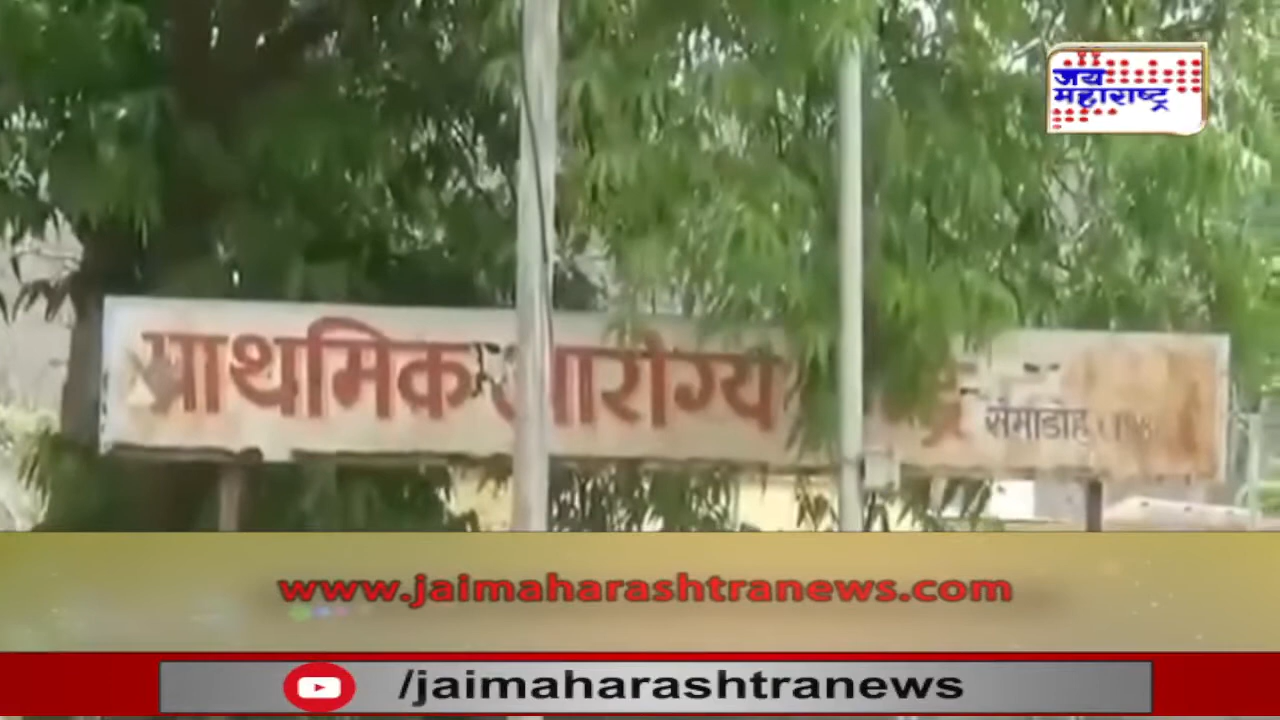 जय
महाराष्ट्र
प्राथमिक आरोग्य
सेमाडोह
www.jaimaharashtranews.com
/jaimaharashtranews